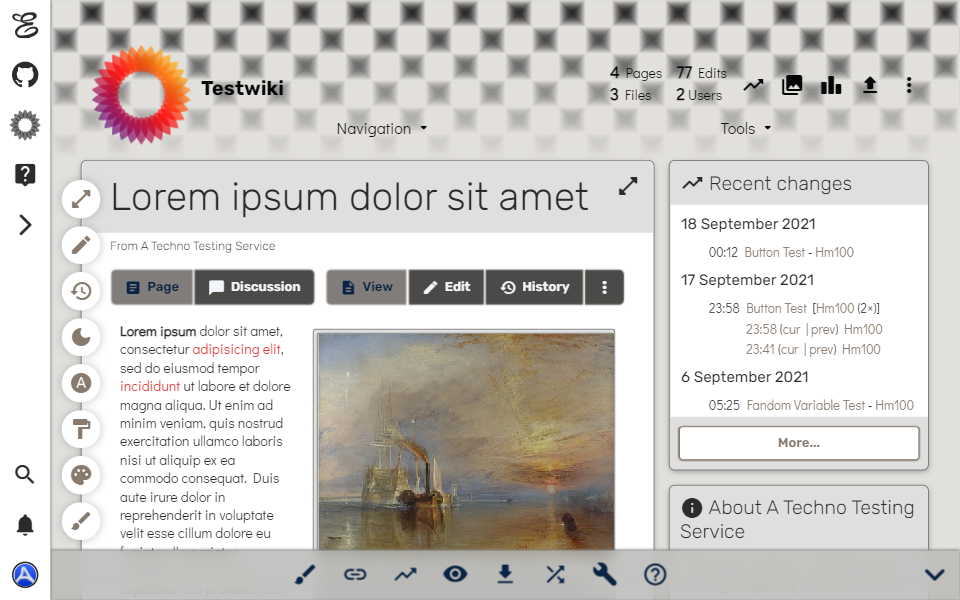 Testwiki
4 Pages 77 Edits
3 Files 2 Users
Navigation
Tools
Lorem ipsum dolor sit amet
From A Techno Testing Service
Page Discussion View Edit History
Lorem ipsum dolor sit amet,
consectetur adipisicing elit,
sed do eiusmod tempor
incididunt ut labore et dolore
magna aliqua. Ut enim ad
minim veniam, quis nostrud
exercitation ullamco laboris
nisi ut aliquip ex ea
commodo consequat. Duis
aute irure dolor in
reprehenderit in voluptate
velit esse cillum dolore eu
Recent changes
18 September 2021
00:12 Button Test - Hm100
17 September 2021
23:58 Button Test [Hm100 (2×)]
23:58 (cur | prev) Hm100
23:41 (cur | prev) Hm100
6 September 2021
05:25 Fandom Variable Test - Hm100
More...
About A Techno Testing
Service